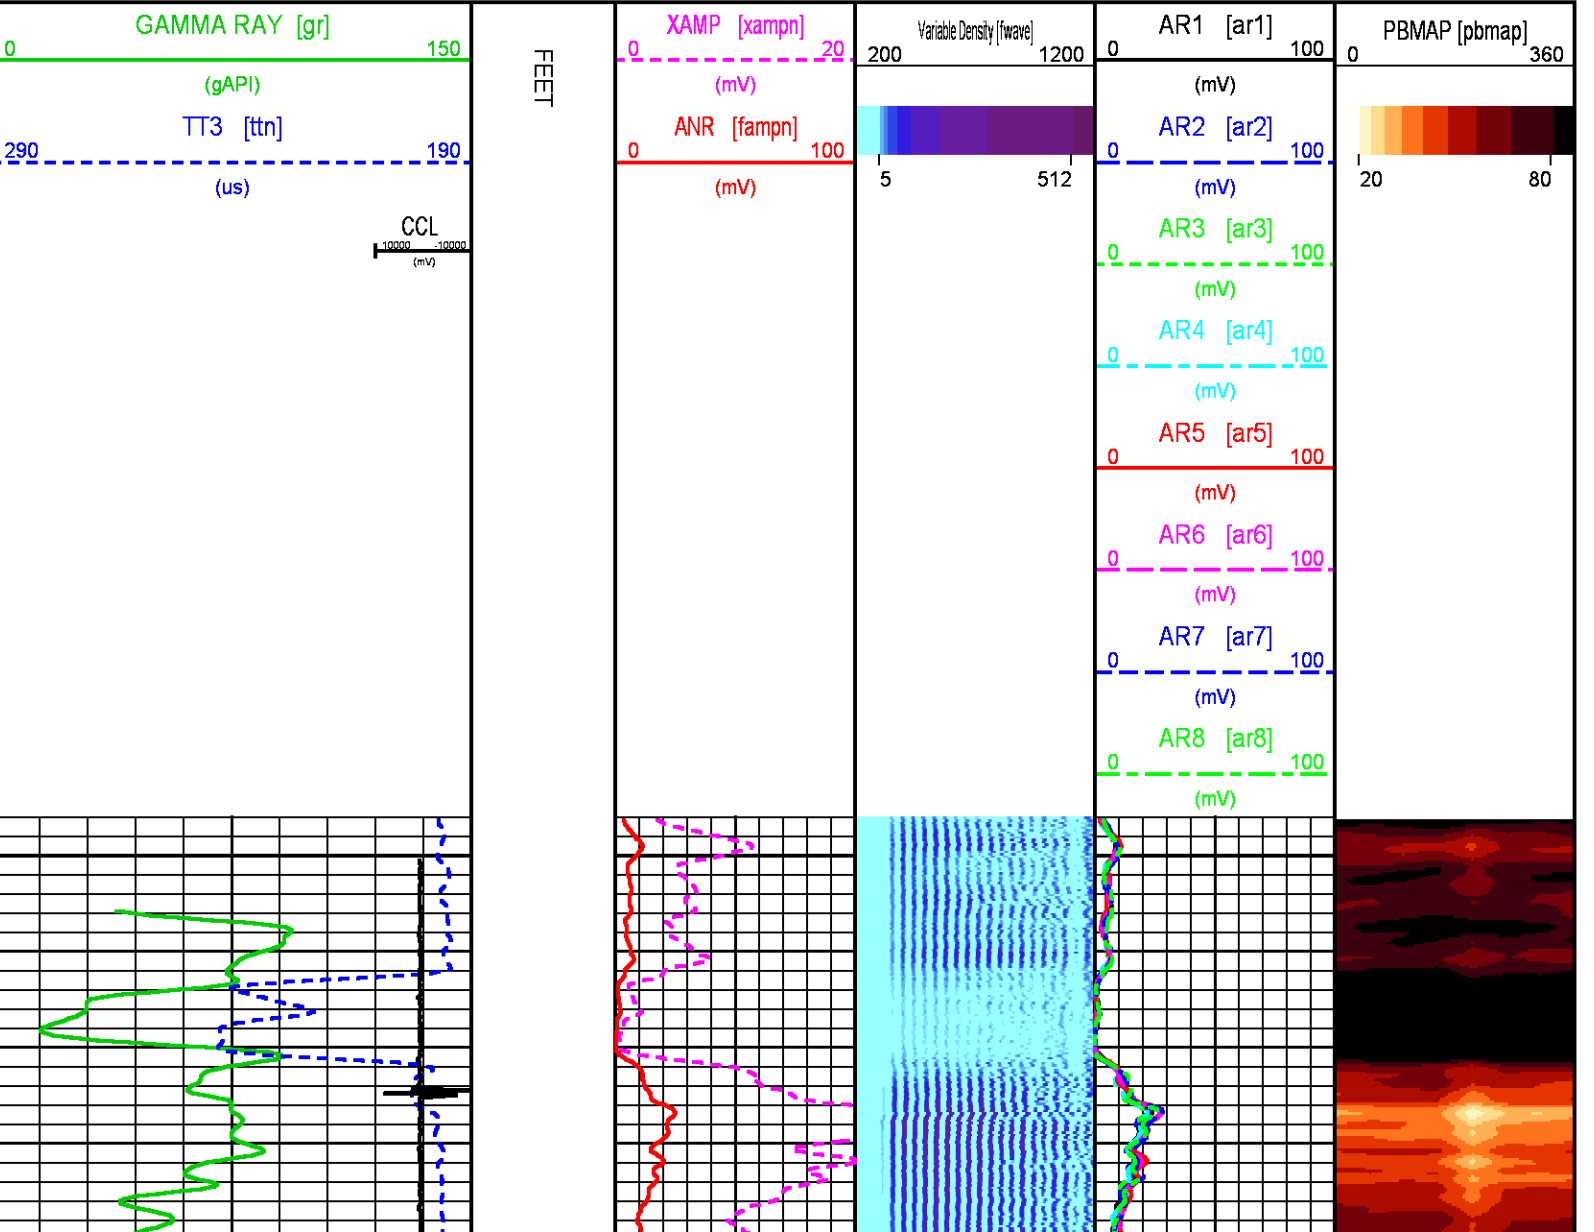 GAMMA RAY [gr]
0 150
(gAPI)
TT3 [ttn]
290 190
(us)
CCL
10000 -10000
(mV)
FEET
XAMP [xampn]
0 20
(mV)
ANR [fampn]
0 100
(mV)
Variable Density [fwave]
200 1200
5 512
AR1 [ar1]
0 100
(mV)
AR2 [ar2]
0 100
(mV)
AR3 [ar3]
0 100
(mV)
AR4 [ar4]
0 100
(mV)
AR5 [ar5]
0 100
(mV)
AR6 [ar6]
0 100
(mV)
AR7 [ar7]
0 100
(mV)
AR8 [ar8]
0 100
(mV)
PBMAP [pbmap]
0 360
20 80